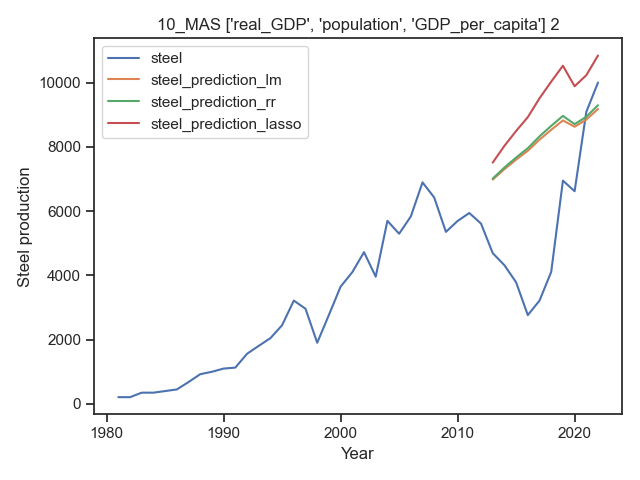 10_MAS ['real_GDP', 'population', 'GDP_per_capita'] 2
steel
steel_prediction_lm
steel_prediction_rr
steel_prediction_lasso
Steel production
10000
8000
6000
4000
2000
0
1980 1990 2000 2010 2020
Year